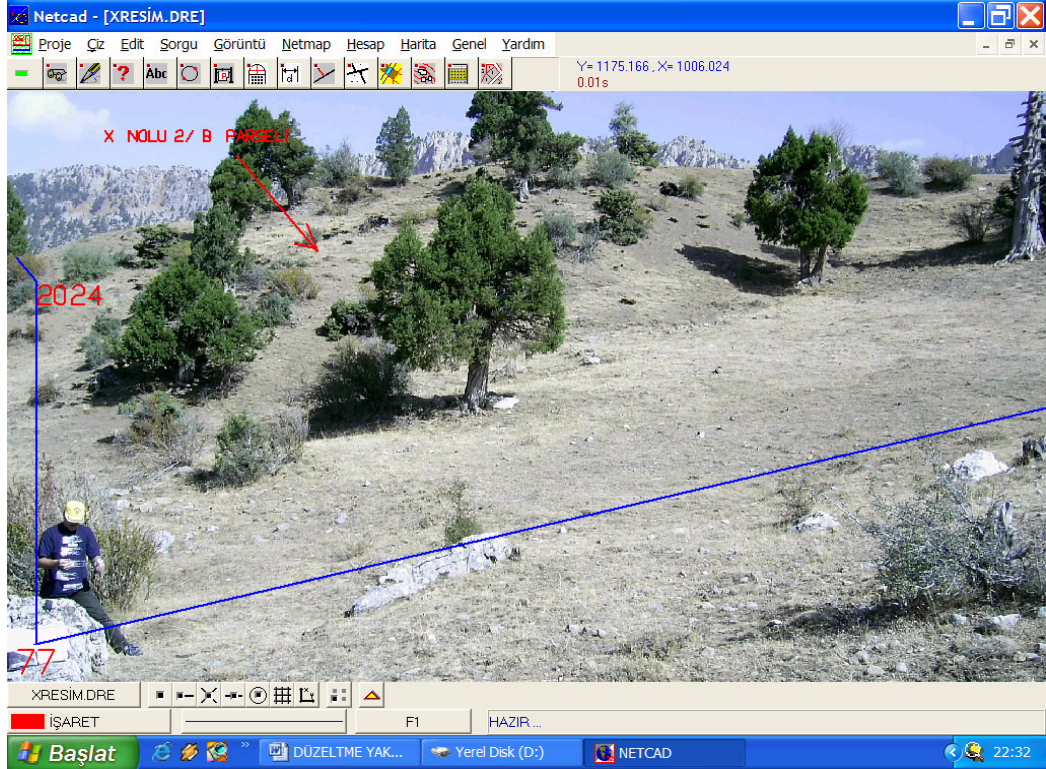 Netcad - [XRESİM.DRE]
Proje Çiz Edit Sorgu Görüntü Netmap Hesap Harita Genel Yardım
Abc
Y= 1175.166 , X= 1006.024
0.01 s
X NOLU 2/ B PARSELİ
2024
77
XRESİM.DRE
İŞARET F1 HAZIR ...
Başlat DÜZELTME YAK... Yerel Disk (D:) NETCAD 22:32